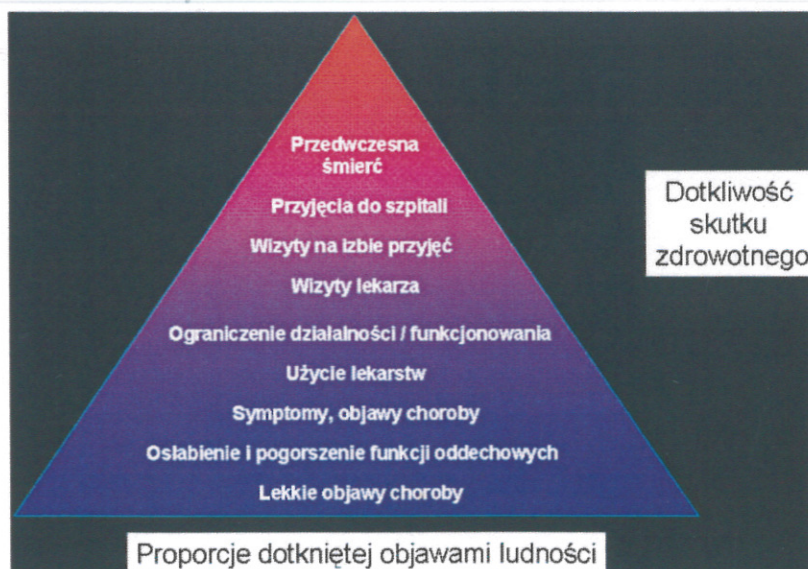 Przedwczesna
śmierć
Przyjęcia do szpitali
Wizyty na izbie przyjęć
Wizyty lekarza
Ograniczenie działalności / funkcjonowania
Użycie lekarstw
Symptomy, objawy choroby
Osłabienie i pogorszenie funkcji oddechowych
Lekkie objawy choroby
Dotkliwość
skutku
zdrowotnego
Proporcje dotkniętej objawami ludności